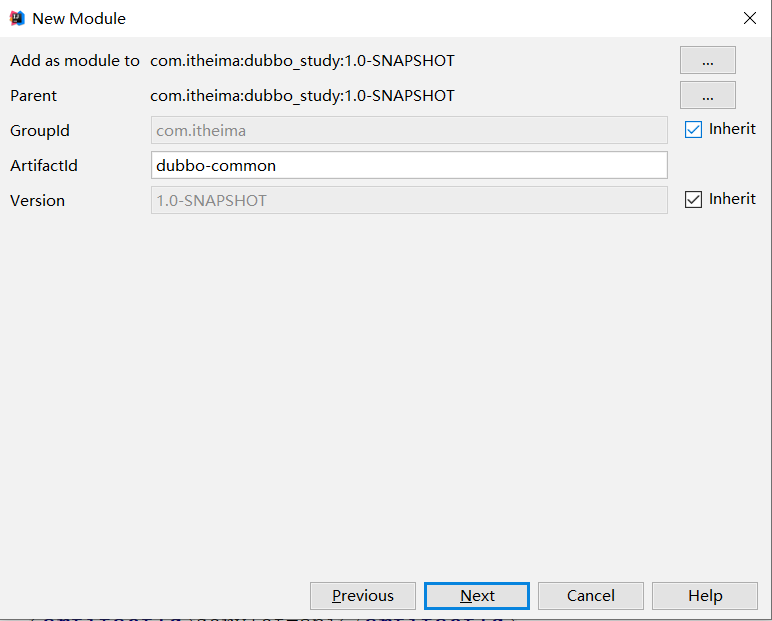 New Module
Add as module to com.itheima:dubbo_study:1.0-SNAPSHOT ...
Parent com.itheima:dubbo_study:1.0-SNAPSHOT ...
GroupId com.itheima Inherit
ArtifactId dubbo-common
Version 1.0-SNAPSHOT Inherit
Previous Next Cancel Help